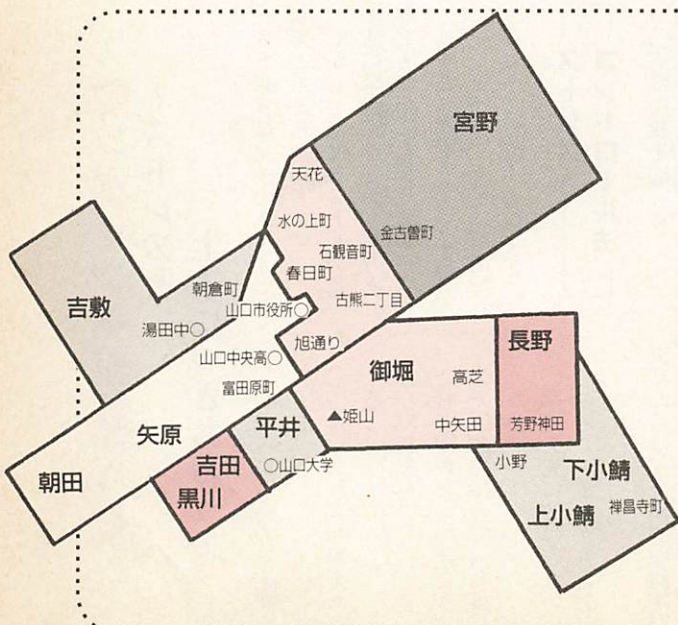 宮野
天花
水の上町
石観音町
金古曽町
春日町
古熊二丁目
朝倉町
吉敷
山口市役所○
湯田中○
旭通り
山口中央高○
富田原町
御堀
長野
高芝
▲姫山
中矢田
芳野神田
矢原
平井
○山口大学
吉田
黒川
朝田
小野
下小鯖
上小鯖
禅昌寺町